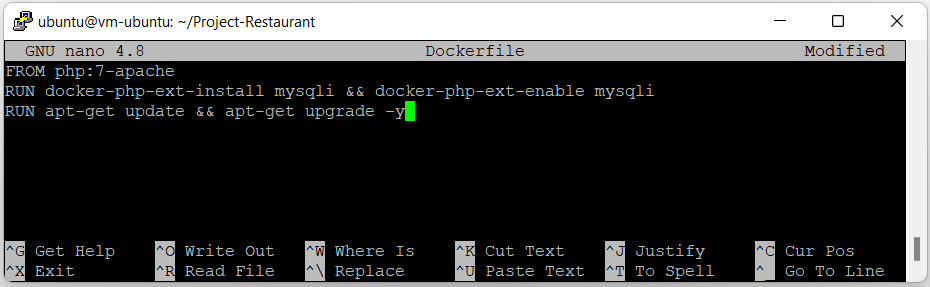 ubuntu@vm-ubuntu: ~/Project-Restaurant
GNU nano 4.8 Dockerfile Modified
FROM php:7-apache
RUN docker-php-ext-install mysqli && docker-php-ext-enable mysqli
RUN apt-get update && apt-get upgrade -y
^G Get Help ^O Write Out ^W Where Is ^K Cut Text ^J Justify ^C Cur Pos
^X Exit ^R Read File ^\ Replace ^U Paste Text ^T To Spell ^_ Go To Line